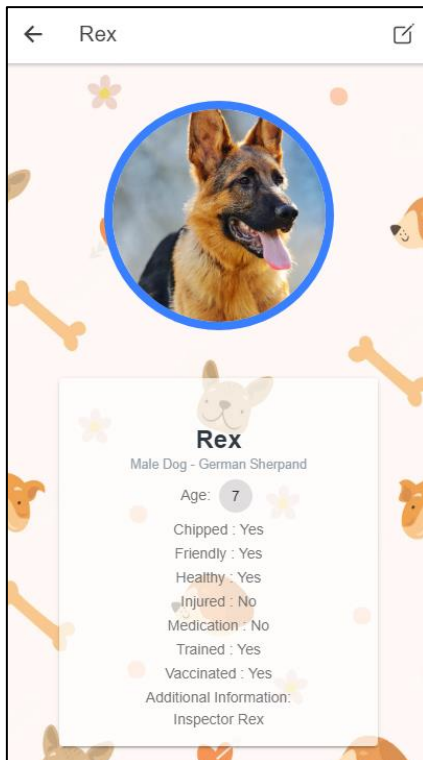 Rex
Rex
Male Dog - German Sherpand
Age: 7
Chipped : Yes
Friendly : Yes
Healthy : Yes
Injured : No
Medication : No
Trained : Yes
Vaccinated : Yes
Additional Information:
Inspector Rex